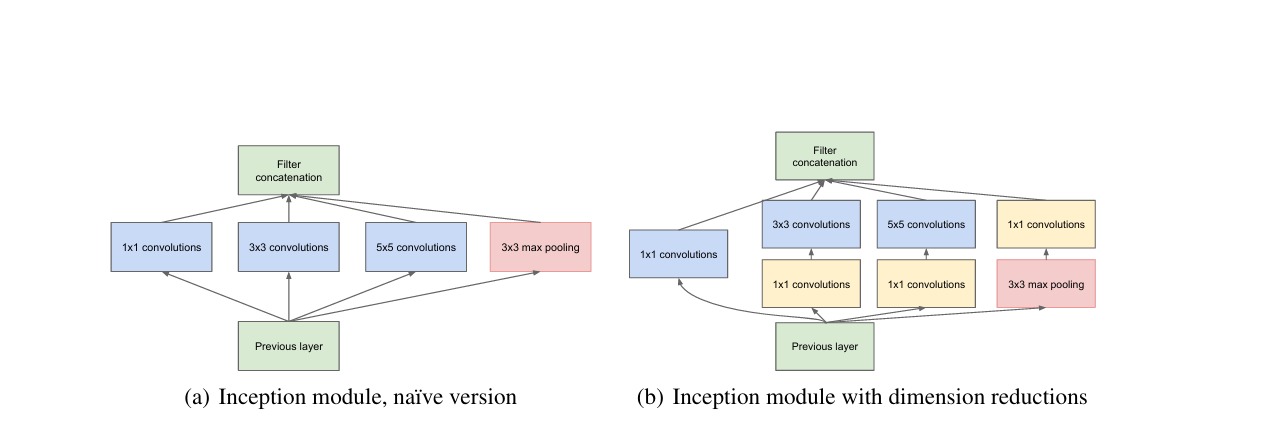 Filter
concatenation
1x1 convolutions
3x3 convolutions
5x5 convolutions
3x3 max pooling
Previous layer
(a) Inception module, naïve version
Filter
concatenation
3x3 convolutions
5x5 convolutions
1x1 convolutions
1x1 convolutions
1x1 convolutions
1x1 convolutions
3x3 max pooling
Previous layer
(b) Inception module with dimension reductions